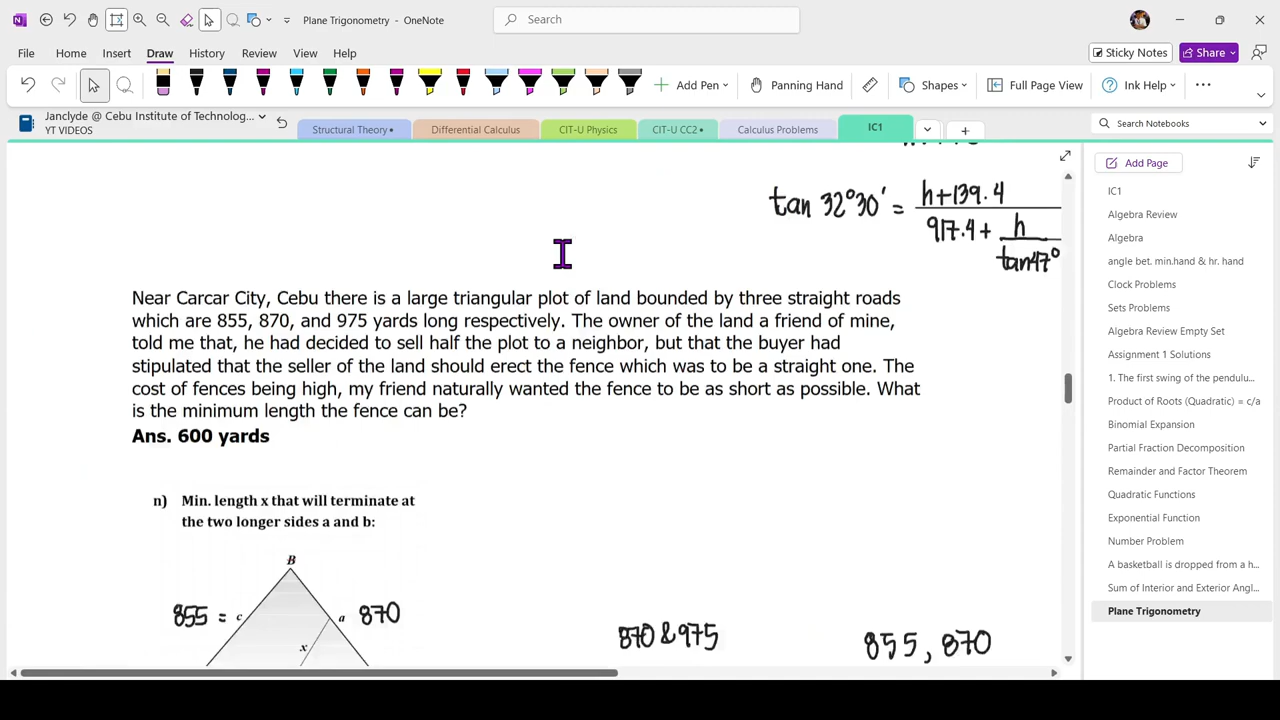 Plane Trigonometry - OneNote
Search
File Home Insert Draw History Review View Help
Sticky Notes Share
Add Pen Panning Hand Shapes Full Page View Ink Help
Janclyde @ Cebu Institute of Technolog...
YT VIDEOS
Structural Theory Differential Calculus CIT-U Physics CIT-U CC2 Calculus Problems IC1
Search Notebooks
Add Page
IC1
Algebra Review
Algebra
angle bet. min.hand & hr. hand
Clock Problems
Sets Problems
Algebra Review Empty Set
Assignment 1 Solutions
1. The first swing of the pendulu...
Product of Roots (Quadratic) = c/a
Binomial Expansion
Partial Fraction Decomposition
Remainder and Factor Theorem
Quadratic Functions
Exponential Function
Number Problem
A basketball is dropped from a h...
Sum of Interior and Exterior Angl...
Plane Trigonometry
tan 32°30' = h+139.4
917.4+ h
tan47°
Near Carcar City, Cebu there is a large triangular plot of land bounded by three straight roads
which are 855, 870, and 975 yards long respectively. The owner of the land a friend of mine,
told me that, he had decided to sell half the plot to a neighbor, but that the buyer had
stipulated that the seller of the land should erect the fence which was to be a straight one. The
cost of fences being high, my friend naturally wanted the fence to be as short as possible. What
is the minimum length the fence can be?
Ans. 600 yards
n) Min. length x that will terminate at
the two longer sides a and b:
B
855 = c a 870
x
870 & 975
855, 870